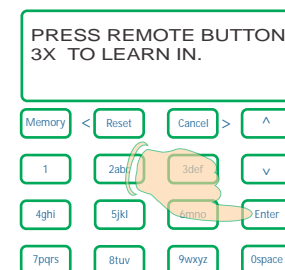 PRESS REMOTE BUTTON
3X TO LEARN IN.
Memory < Reset Cancel > ^
1 2abc 3def v
4ghi 5jkl 6mno Enter
7pqrs 8tuv 9wxyz 0space